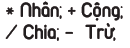 * Nhân; + Cộng;
/ Chia; - Trừ;